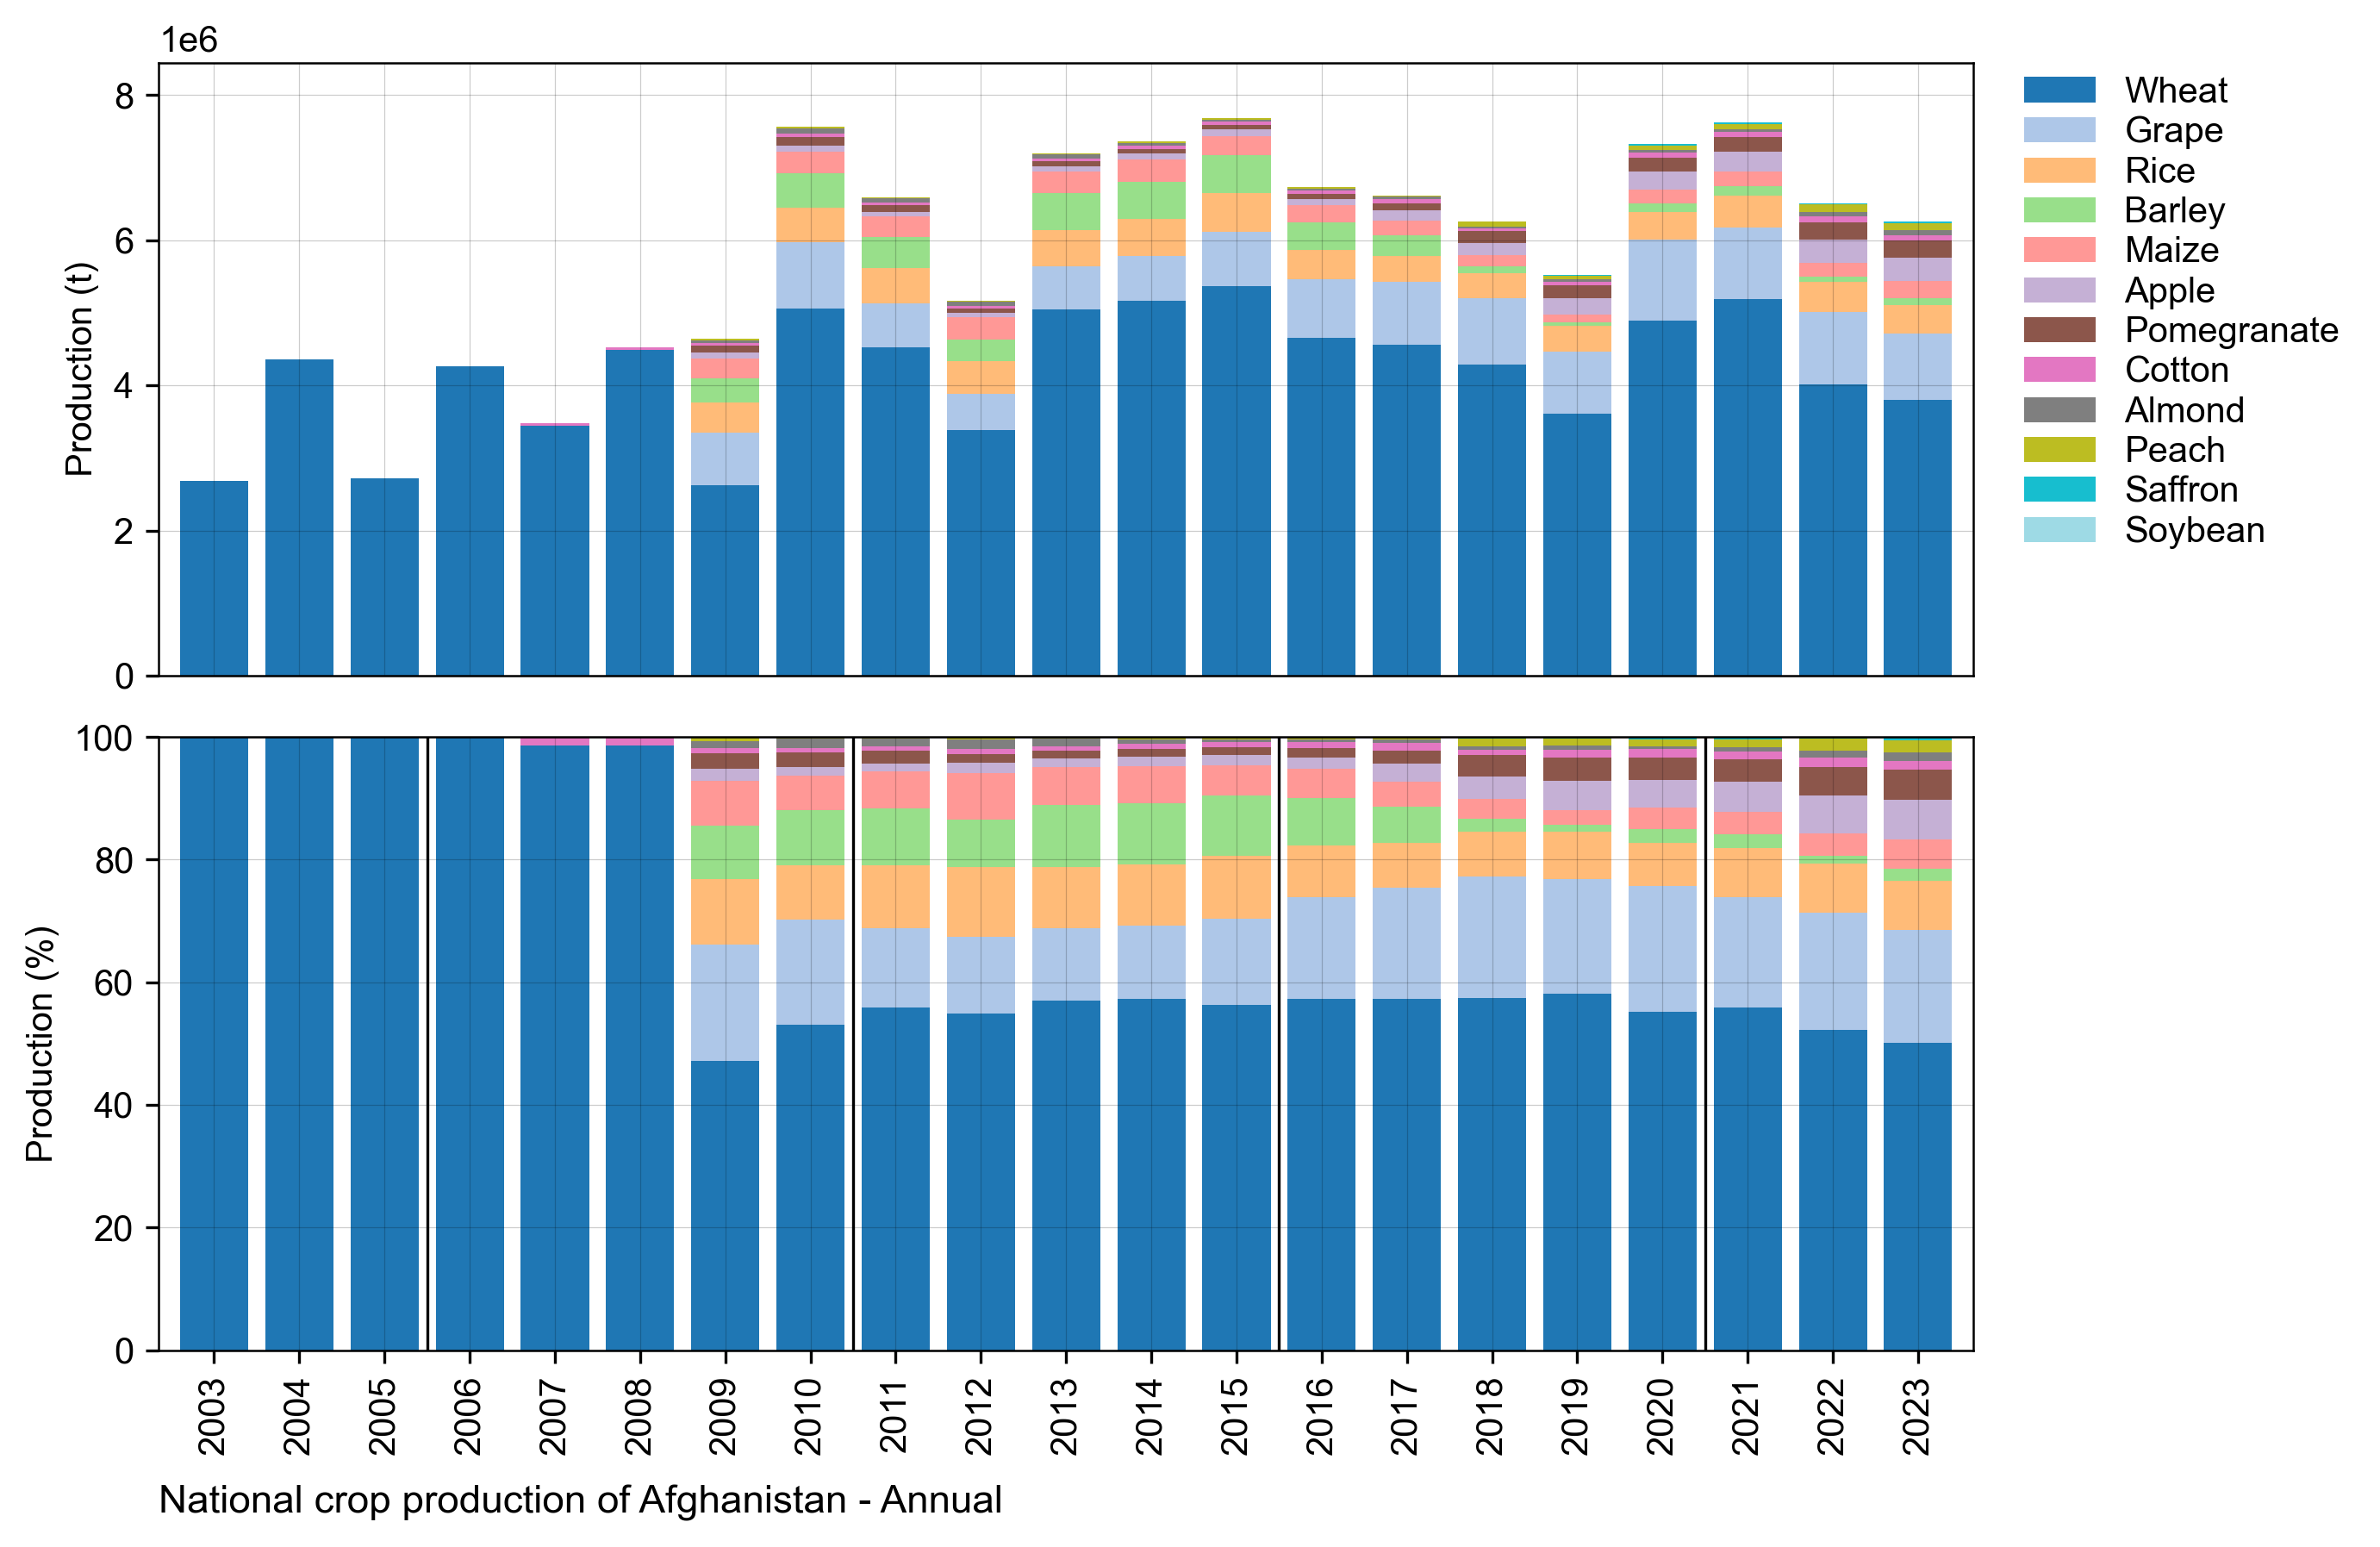 1e6
Production (t)
8
6
4
2
0
Wheat
Grape
Rice
Barley
Maize
Apple
Pomegranate
Cotton
Almond
Peach
Saffron
Soybean
Production (%)
100
80
60
40
20
0
2003
2004
2005
2006
2007
2008
2009
2010
2011
2012
2013
2014
2015
2016
2017
2018
2019
2020
2021
2022
2023
National crop production of Afghanistan - Annual